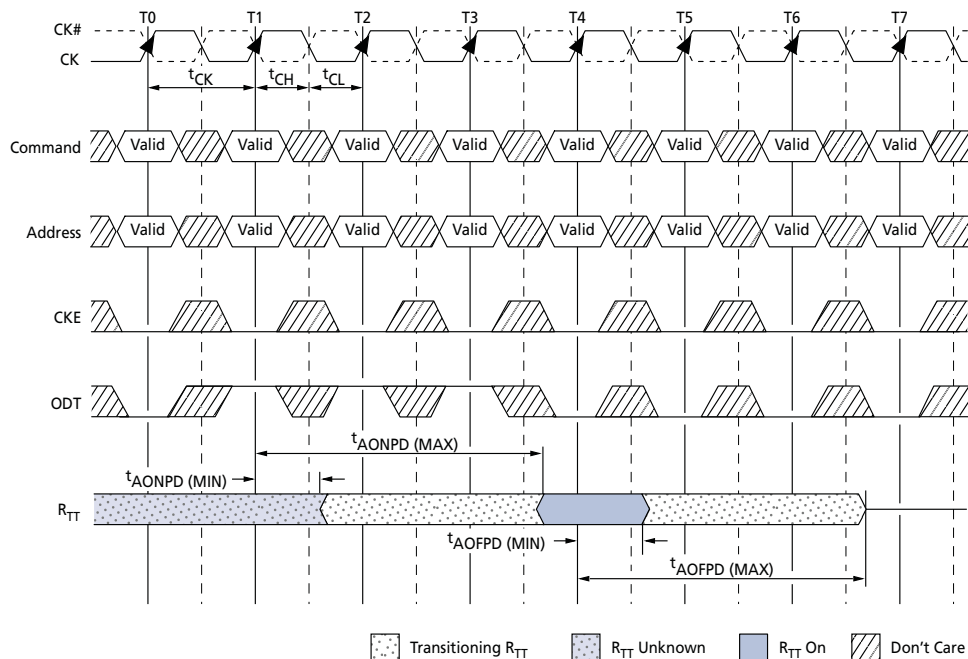 T0 T1 T2 T3 T4 T5 T6 T7
CK#
CK
tCK tCH tCL
Command Valid Valid Valid Valid Valid Valid Valid Valid
Address Valid Valid Valid Valid Valid Valid Valid Valid
CKE
ODT
tAONPD (MAX)
tAONPD (MIN)
RTT
tAOFPD (MIN)
tAOFPD (MAX)
Transitioning RTT RTT Unknown RTT On Don't Care